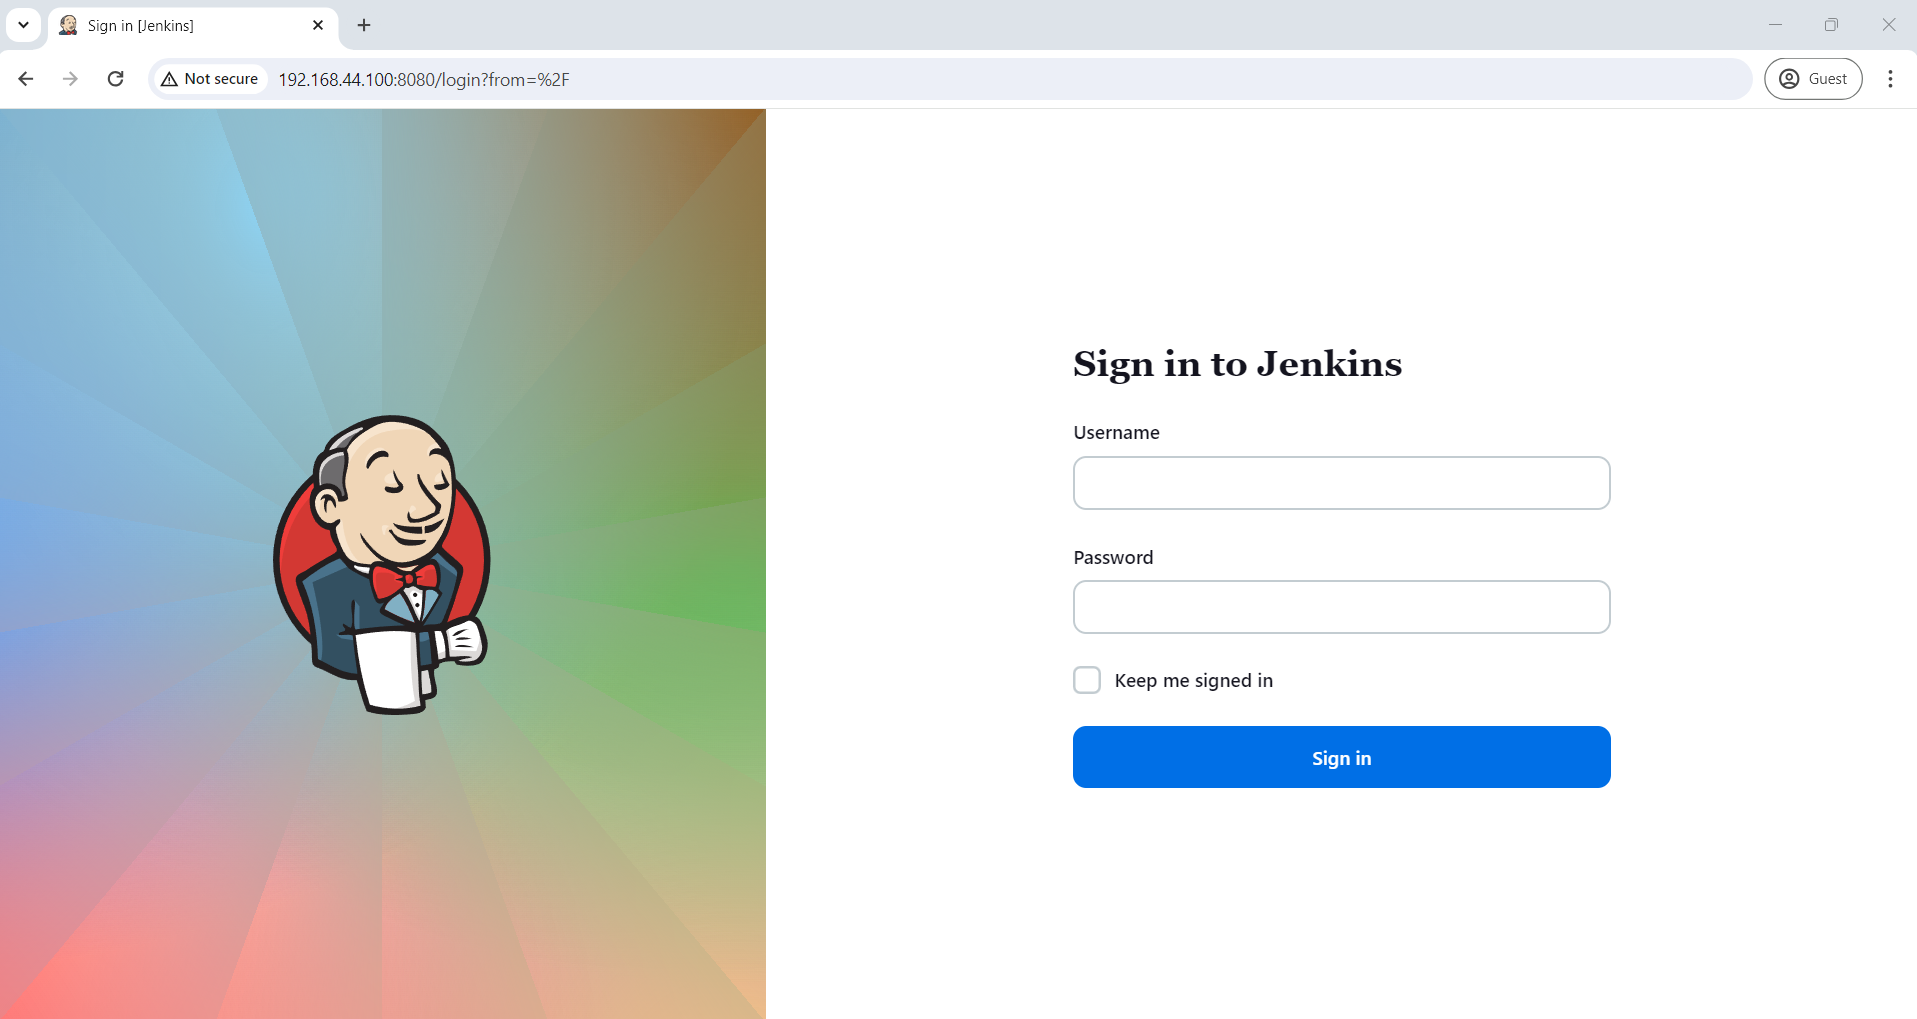 Sign in [Jenkins]
Not secure
192.168.44.100:8080/login?from=%2F
Guest
Sign in to Jenkins
Username
Password
Keep me signed in
Sign in